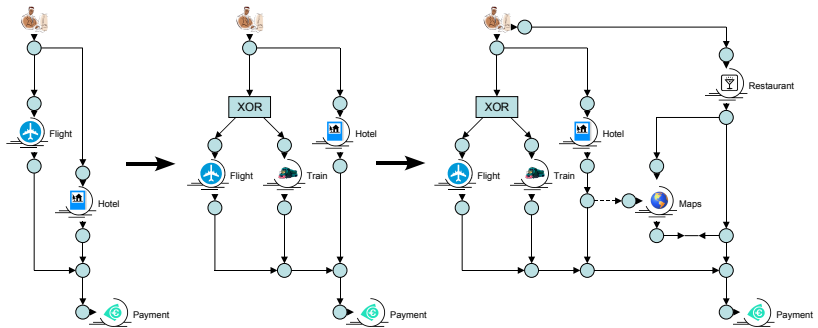 Flight
Hotel
Payment
XOR
Hotel
Flight
Train
Payment
Restaurant
XOR
Hotel
Flight
Train
Maps
Payment